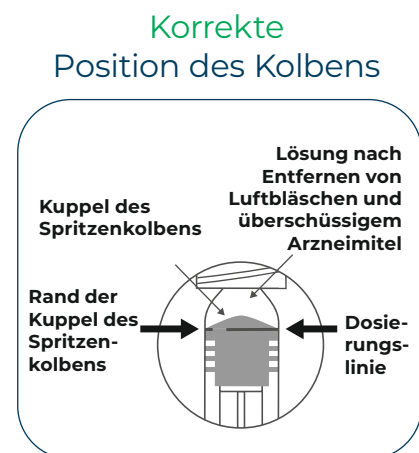 Korrekte
Position des Kolbens
Lösung nach
Entfernen von
Luftbläschen und
überschüssigem
Arzneimitel
Kuppel des
Spritzenkolbens
Rand der
Kuppel des
Spritzen-
kolbens
Dosie-
rungs-
linie